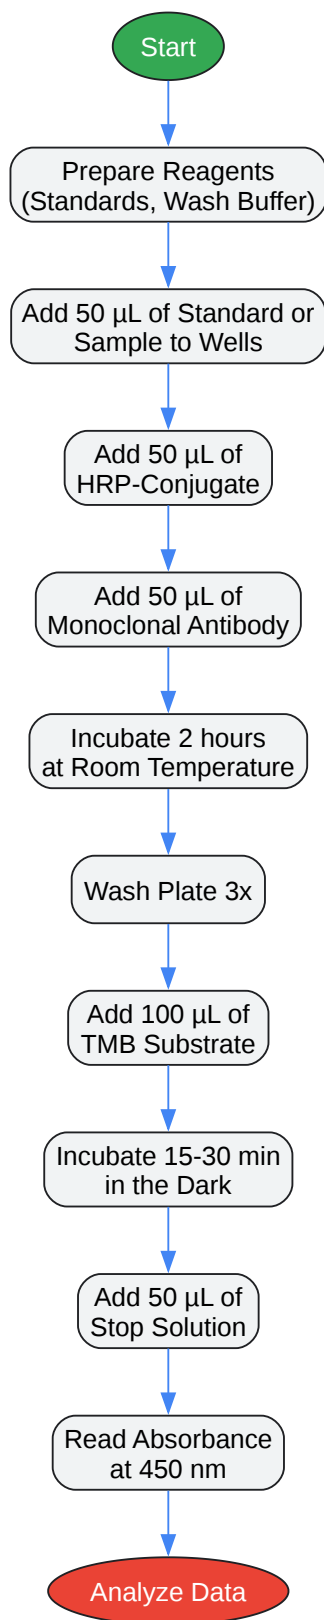 Start
Prepare Reagents
(Standards, Wash Buffer)
Add 50 µL of Standard or
Sample to Wells
Add 50 µL of
HRP-Conjugate
Add 50 µL of
Monoclonal Antibody
Incubate 2 hours
at Room Temperature
Wash Plate 3x
Add 100 µL of
TMB Substrate
Incubate 15-30 min
in the Dark
Add 50 µL of
Stop Solution
Read Absorbance
at 450 nm
Analyze Data